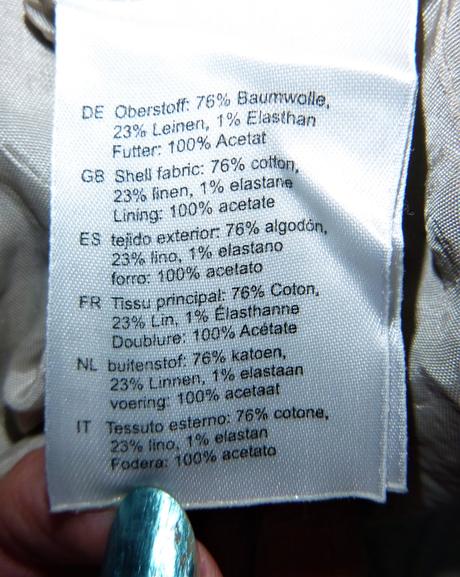 DE Oberstoff: 76% Baumwolle,
23% Leinen, 1% Elasthan
Futter: 100% Acetat
GB Shell fabric: 76% cotton,
23% linen, 1% elastane
Lining: 100% acetate
ES tejido exterior: 76% algodón,
23% lino, 1% elastano
forro: 100% acetato
FR Tissu principal: 76% Coton,
23% Lin, 1% Élasthanne
Doublure: 100% Acétate
NL buitenstof: 76% katoen,
23% Linnen, 1% elastaan
voering: 100% acetaat
IT Tessuto esterno: 76% cotone,
23% lino, 1% elastan
Fodera: 100% acetato